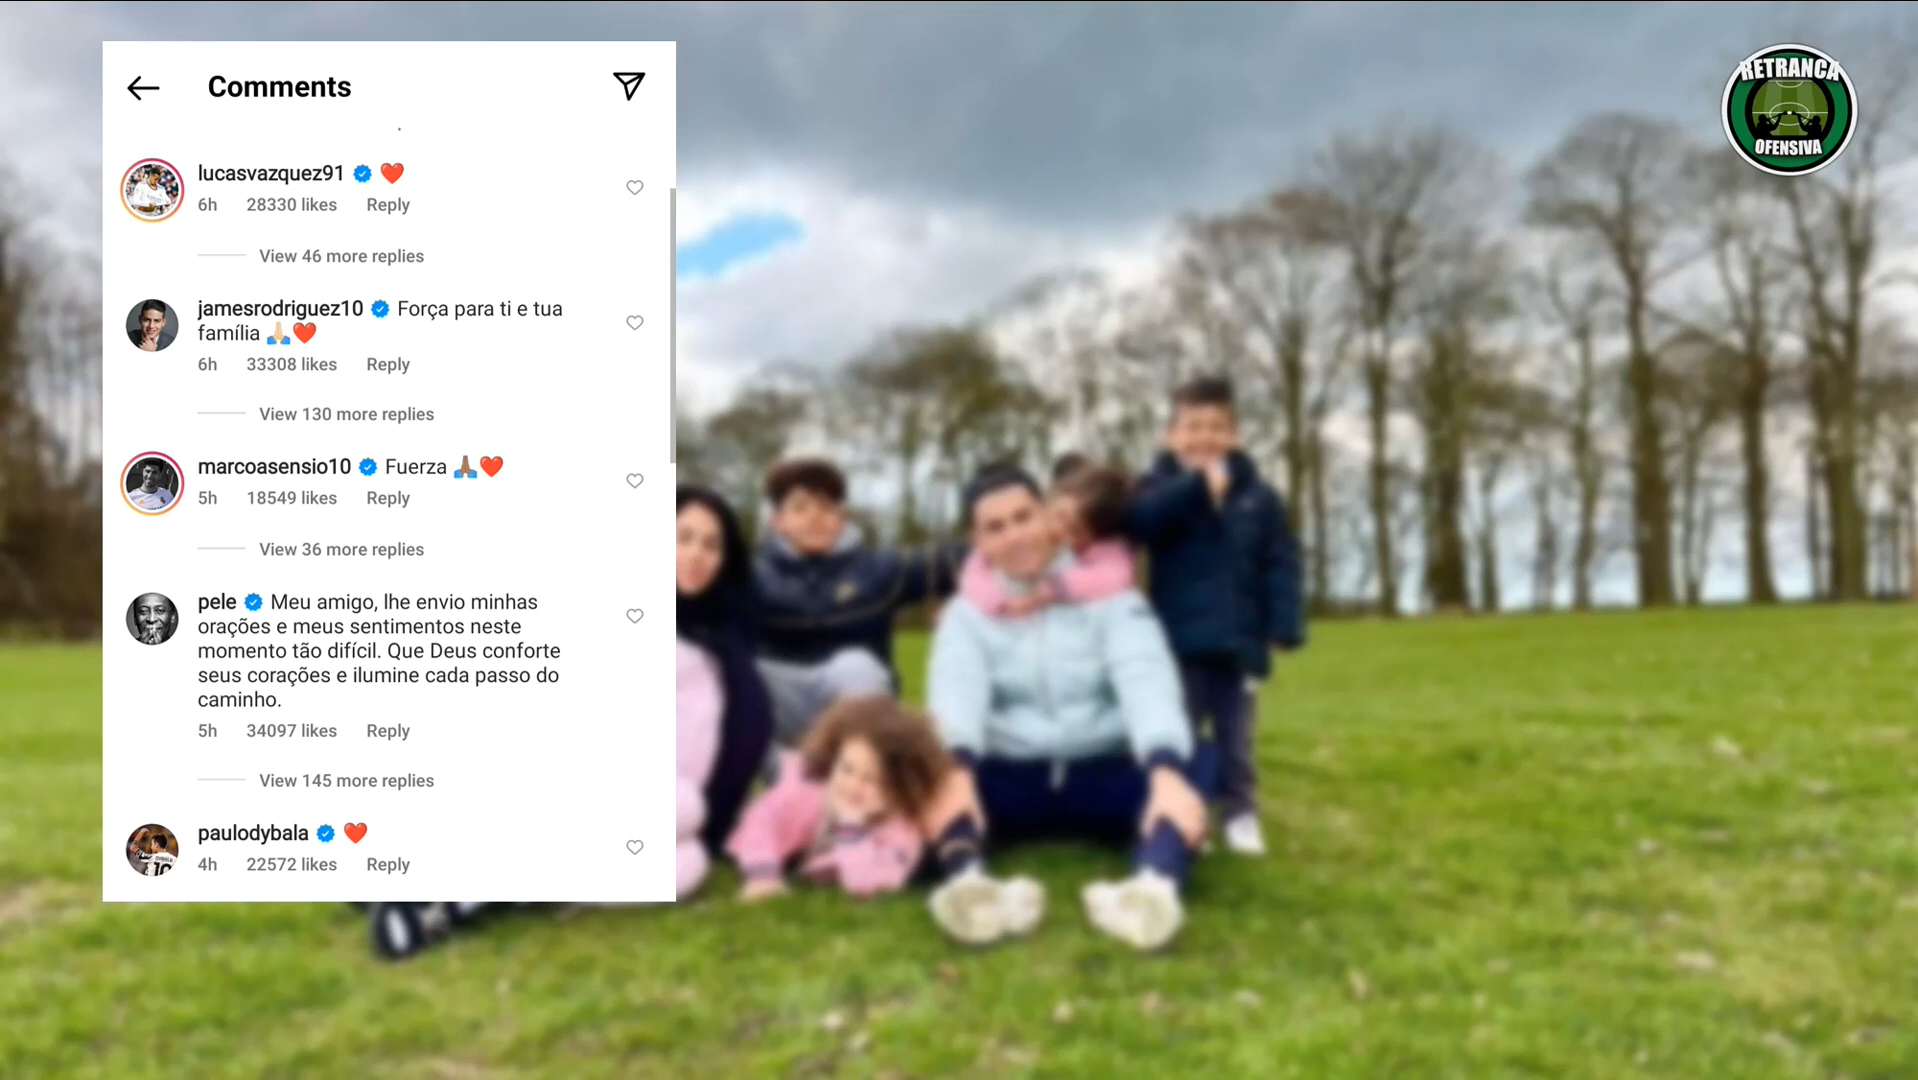 Comments
RETRANCA
OFENSIVA
lucasvazquez91 ❤️
6h 28330 likes Reply
View 46 more replies
jamesrodriguez10 Força para ti e tua
família 🙏🏻❤️
6h 33308 likes Reply
View 130 more replies
marcoasensio10 Fuerza 🙏🏾❤️
5h 18549 likes Reply
View 36 more replies
pele Meu amigo, lhe envio minhas
orações e meus sentimentos neste
momento tão difícil. Que Deus conforte
seus corações e ilumine cada passo do
caminho.
5h 34097 likes Reply
View 145 more replies
paulodybala ❤️
4h 22572 likes Reply